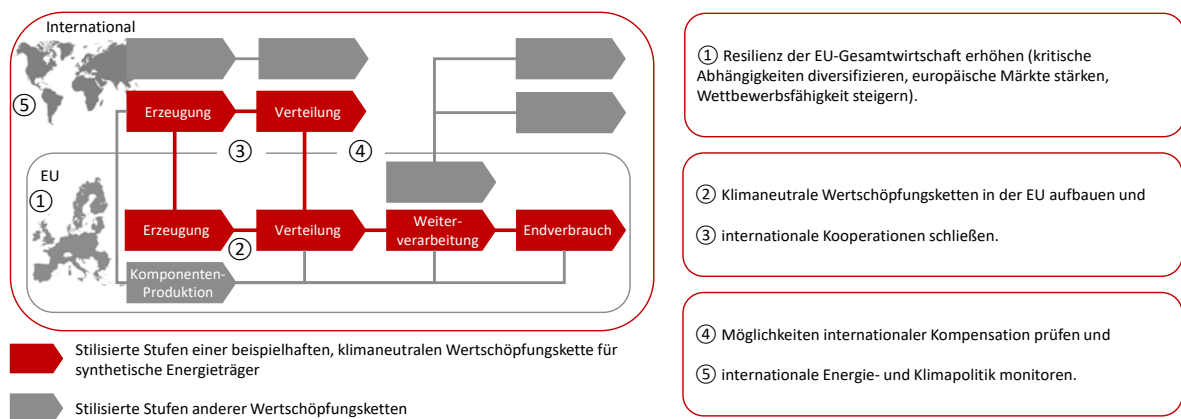 International
⑤
Erzeugung
Verteilung
③
④
EU
①
Erzeugung
②
Verteilung
Weiter-
verarbeitung
Endverbrauch
Komponenten-
Produktion
Stilisierte Stufen einer beispielhaften, klimaneutralen Wertschöpfungskette für
synthetische Energieträger
Stilisierte Stufen anderer Wertschöpfungsketten
① Resilienz der EU-Gesamtwirtschaft erhöhen (kritische
Abhängigkeiten diversifizieren, europäische Märkte stärken,
Wettbewerbsfähigkeit steigern).
② Klimaneutrale Wertschöpfungsketten in der EU aufbauen und
③ internationale Kooperationen schließen.
④ Möglichkeiten internationaler Kompensation prüfen und
⑤ internationale Energie- und Klimapolitik monitoren.